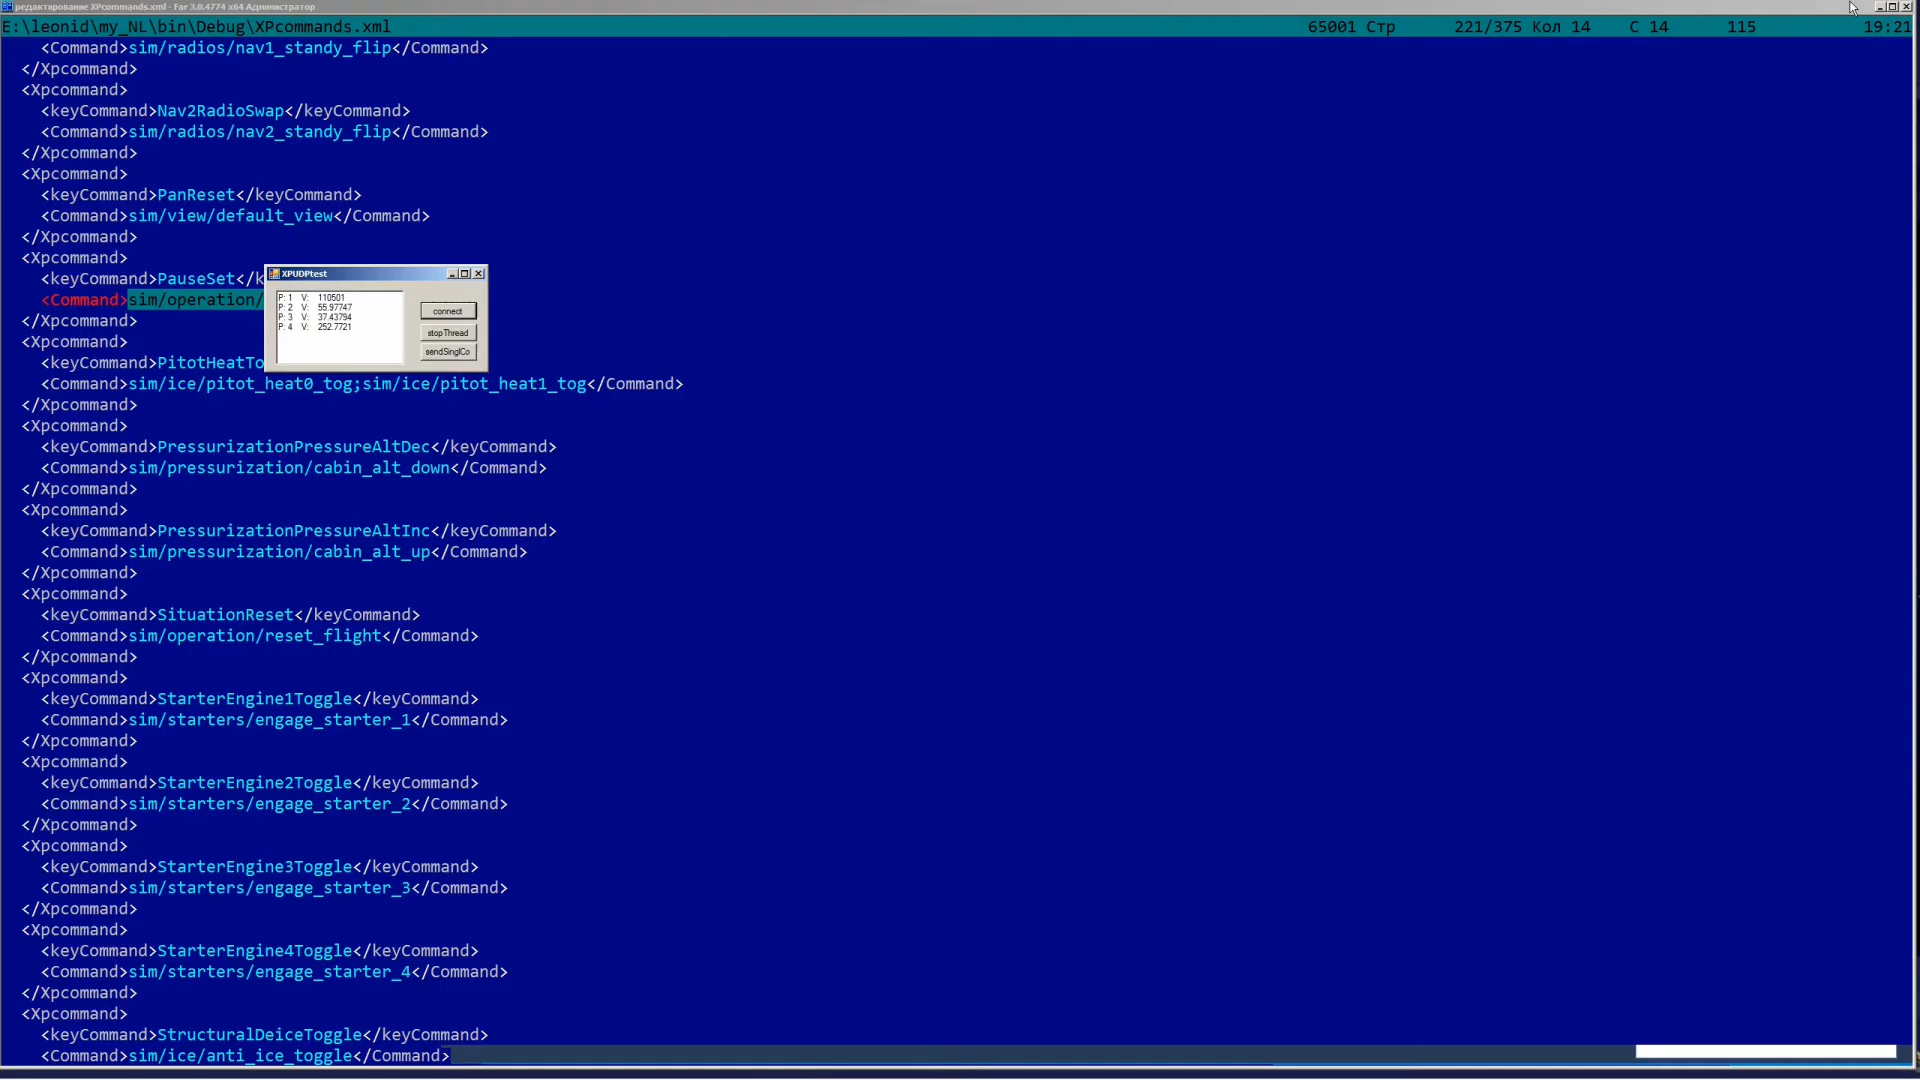 редактирование XPcommands.xml - Far 3.0.4774 x64 Администратор
E:\leonid\my_NL\bin\Debug\XPcommands.xml 65001 Стр 221/375 Кол 14 С 14 115 19:21
<Command>sim/radios/nav1_standy_flip</Command>
</Xpcommand>
<Xpcommand>
<keyCommand>Nav2RadioSwap</keyCommand>
<Command>sim/radios/nav2_standy_flip</Command>
</Xpcommand>
<Xpcommand>
<keyCommand>PanReset</keyCommand>
<Command>sim/view/default_view</Command>
</Xpcommand>
<Xpcommand>
<keyCommand>PauseSet</k
<Command>sim/operation/
</Xpcommand>
<Xpcommand>
<keyCommand>PitotHeatTo
<Command>sim/ice/pitot_heat0_tog;sim/ice/pitot_heat1_tog</Command>
</Xpcommand>
<Xpcommand>
<keyCommand>PressurizationPressureAltDec</keyCommand>
<Command>sim/pressurization/cabin_alt_down</Command>
</Xpcommand>
<Xpcommand>
<keyCommand>PressurizationPressureAltInc</keyCommand>
<Command>sim/pressurization/cabin_alt_up</Command>
</Xpcommand>
<Xpcommand>
<keyCommand>SituationReset</keyCommand>
<Command>sim/operation/reset_flight</Command>
</Xpcommand>
<Xpcommand>
<keyCommand>StarterEngine1Toggle</keyCommand>
<Command>sim/starters/engage_starter_1</Command>
</Xpcommand>
<Xpcommand>
<keyCommand>StarterEngine2Toggle</keyCommand>
<Command>sim/starters/engage_starter_2</Command>
</Xpcommand>
<Xpcommand>
<keyCommand>StarterEngine3Toggle</keyCommand>
<Command>sim/starters/engage_starter_3</Command>
</Xpcommand>
<Xpcommand>
<keyCommand>StarterEngine4Toggle</keyCommand>
<Command>sim/starters/engage_starter_4</Command>
</Xpcommand>
<Xpcommand>
<keyCommand>StructuralDeiceToggle</keyCommand>
<Command>sim/ice/anti_ice_toggle</Command>
XPUDPtest
P: 1 V: 110501
P: 2 V: 55.97747
P: 3 V: 37.43794
P: 4 V: 252.7721
connect
stopThread
sendSinglCo